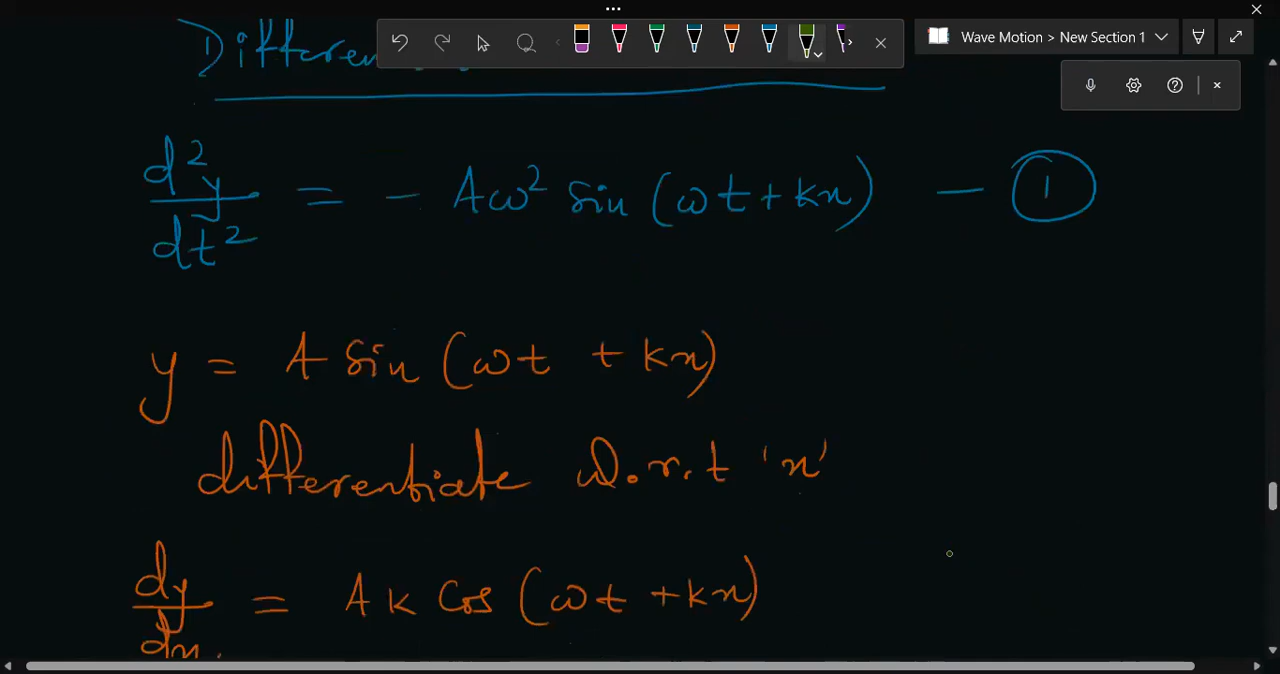 Wave Motion > New Section 1
d²y/dt² = - Aω² sin (ωt + kx) - ①
y = A sin (ωt + kx)
differentiate w.r.t 'x'
dy/dx = A k cos (ωt + kx)